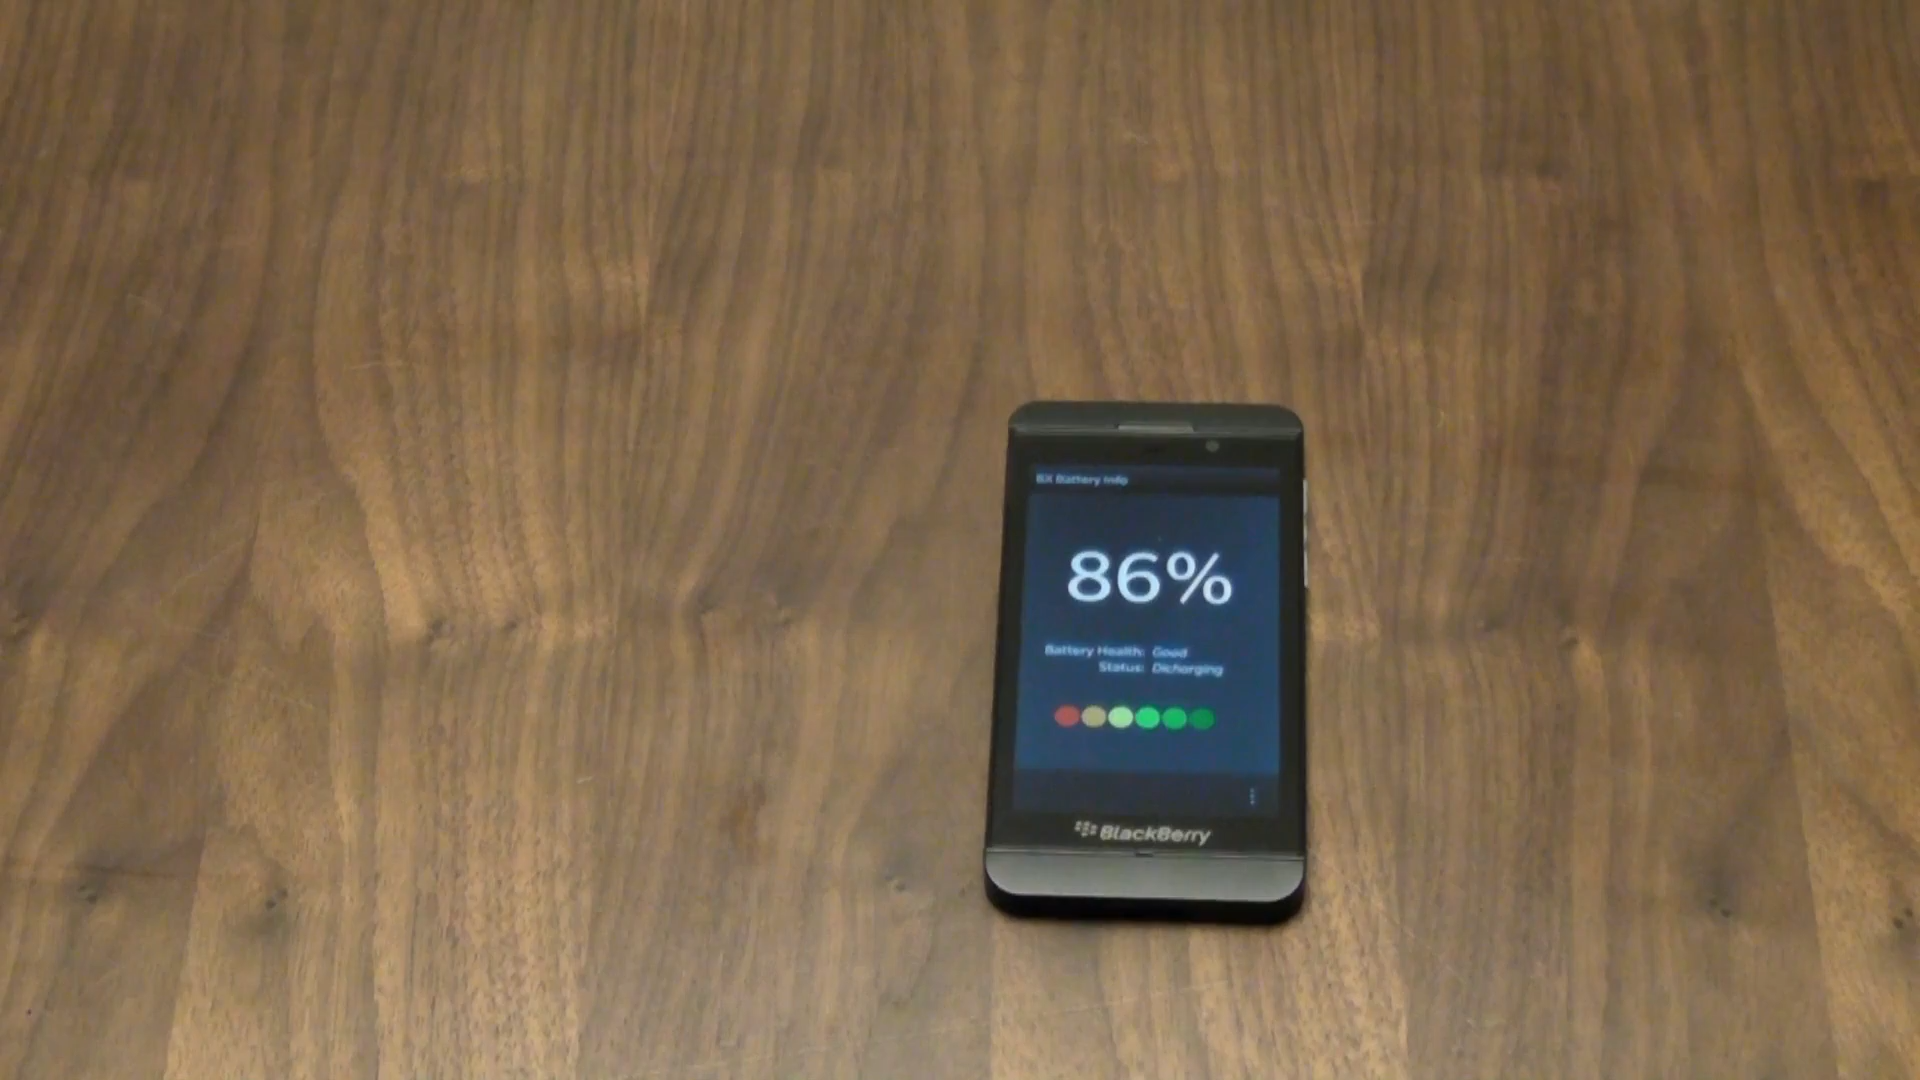 BX Battery Info
86%
Battery Health: Good
Status: Dicharging
BlackBerry